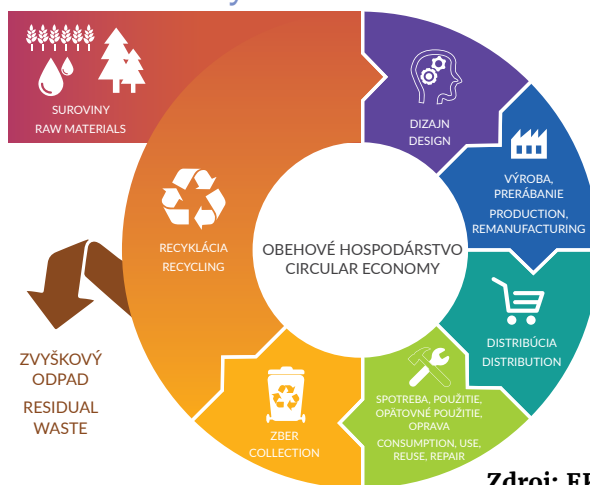 SUROVINY
RAW MATERIALS
DIZAJN
DESIGN
VÝROBA,
PRERÁBANIE
PRODUCTION,
REMANUFACTURING
RECYKLÁCIA
RECYCLING
OBEHOVÉ HOSPODÁRSTVO
CIRCULAR ECONOMY
DISTRIBÚCIA
DISTRIBUTION
ZVYŠKOVÝ
ODPAD
RESIDUAL
WASTE
SPOTREBA, POUŽITIE,
OPÄTOVNÉ POUŽITIE,
OPRAVA
CONSUMPTION, USE,
REUSE, REPAIR
ZBER
COLLECTION
Zdroj: